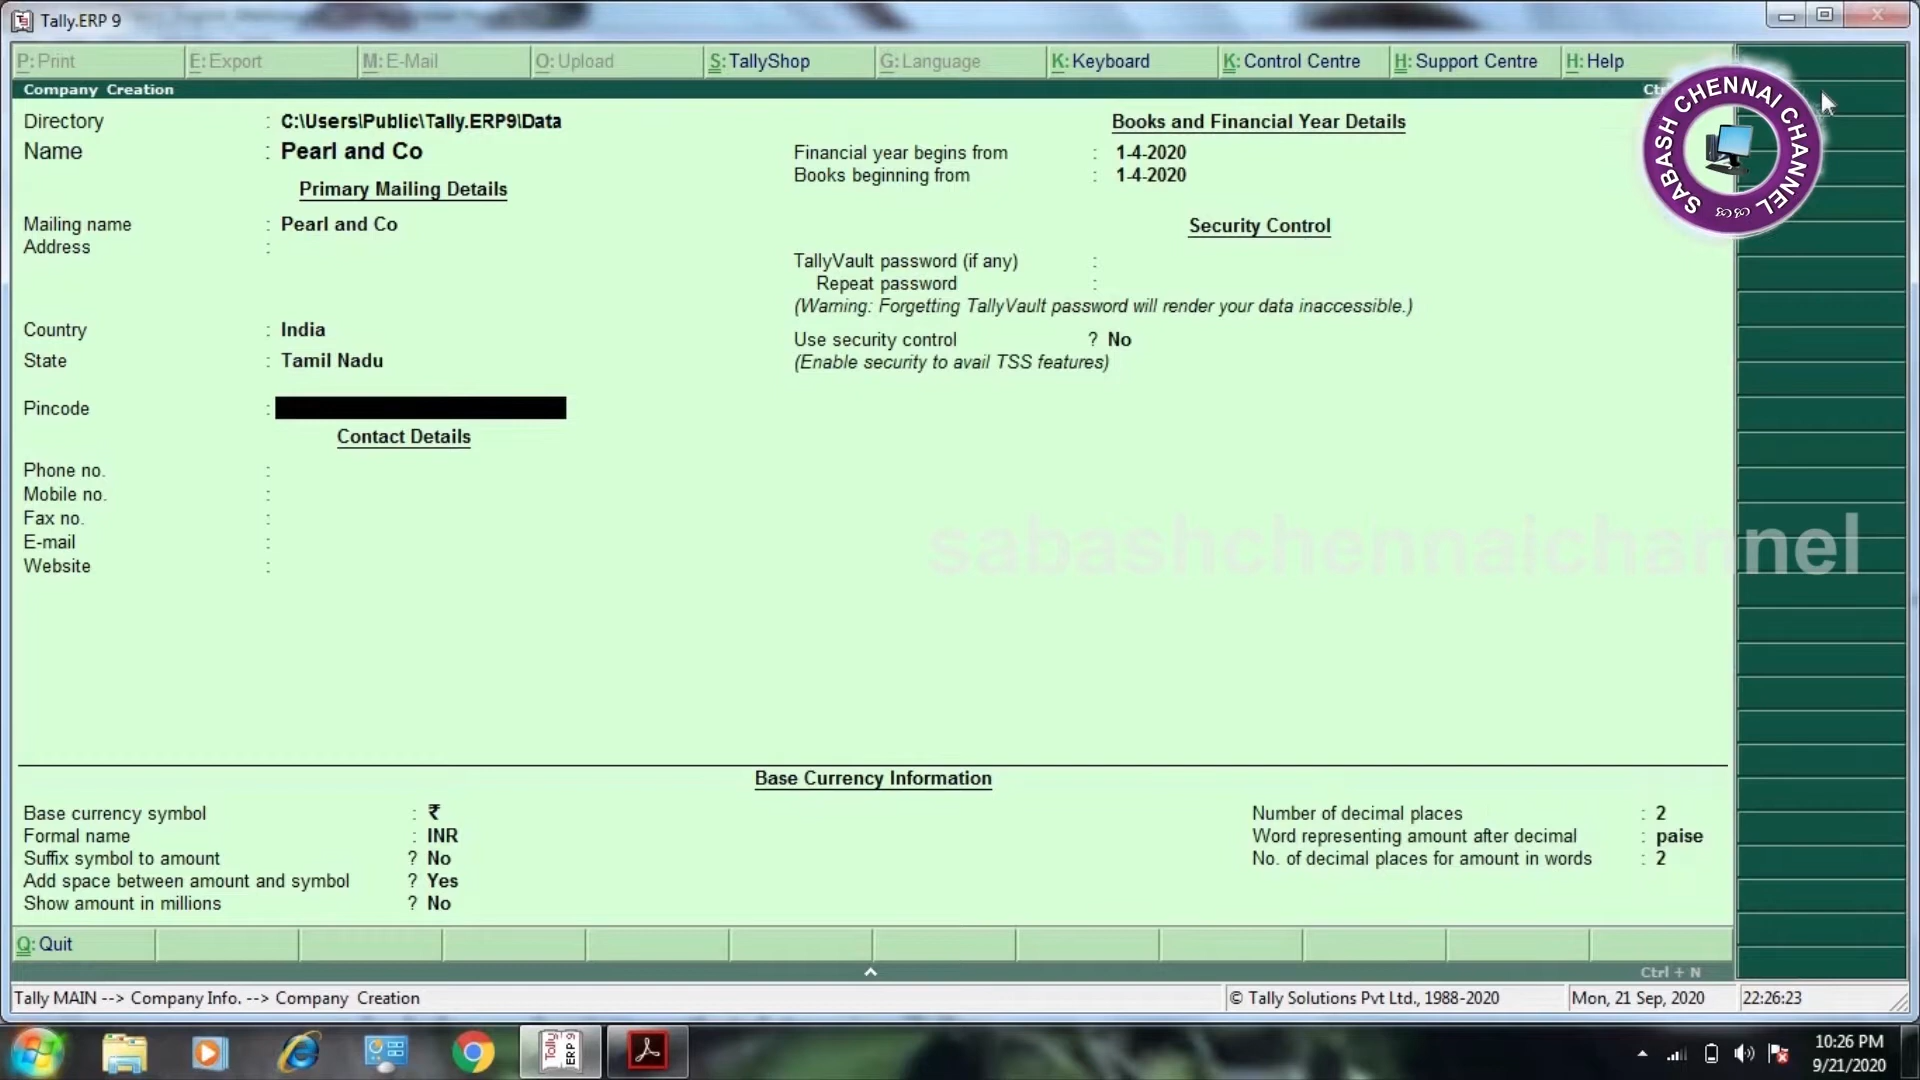 Tally.ERP 9
P: Print E: Export M: E-Mail O: Upload S: TallyShop G: Language K: Keyboard K: Control Centre H: Support Centre H: Help
Company Creation
Directory : C:\Users\Public\Tally.ERP9\Data
Name : Pearl and Co
Primary Mailing Details
Mailing name : Pearl and Co
Address :
Country : India
State : Tamil Nadu
Pincode :
Contact Details
Phone no. :
Mobile no. :
Fax no. :
E-mail :
Website :
Books and Financial Year Details
Financial year begins from : 1-4-2020
Books beginning from : 1-4-2020
Security Control
TallyVault password (if any) :
Repeat password :
(Warning: Forgetting TallyVault password will render your data inaccessible.)
Use security control ? No
(Enable security to avail TSS features)
SABASH CHENNAI CHANNEL
sabashchennaichannel
Base Currency Information
Base currency symbol : ₹
Formal name : INR
Suffix symbol to amount ? No
Add space between amount and symbol ? Yes
Show amount in millions ? No
Number of decimal places : 2
Word representing amount after decimal : paise
No. of decimal places for amount in words : 2
Q: Quit
Ctrl + N
Tally MAIN --> Company Info. --> Company Creation
© Tally Solutions Pvt Ltd., 1988-2020 Mon, 21 Sep, 2020 22:26:23
Tally ERP 9
10:26 PM
9/21/2020